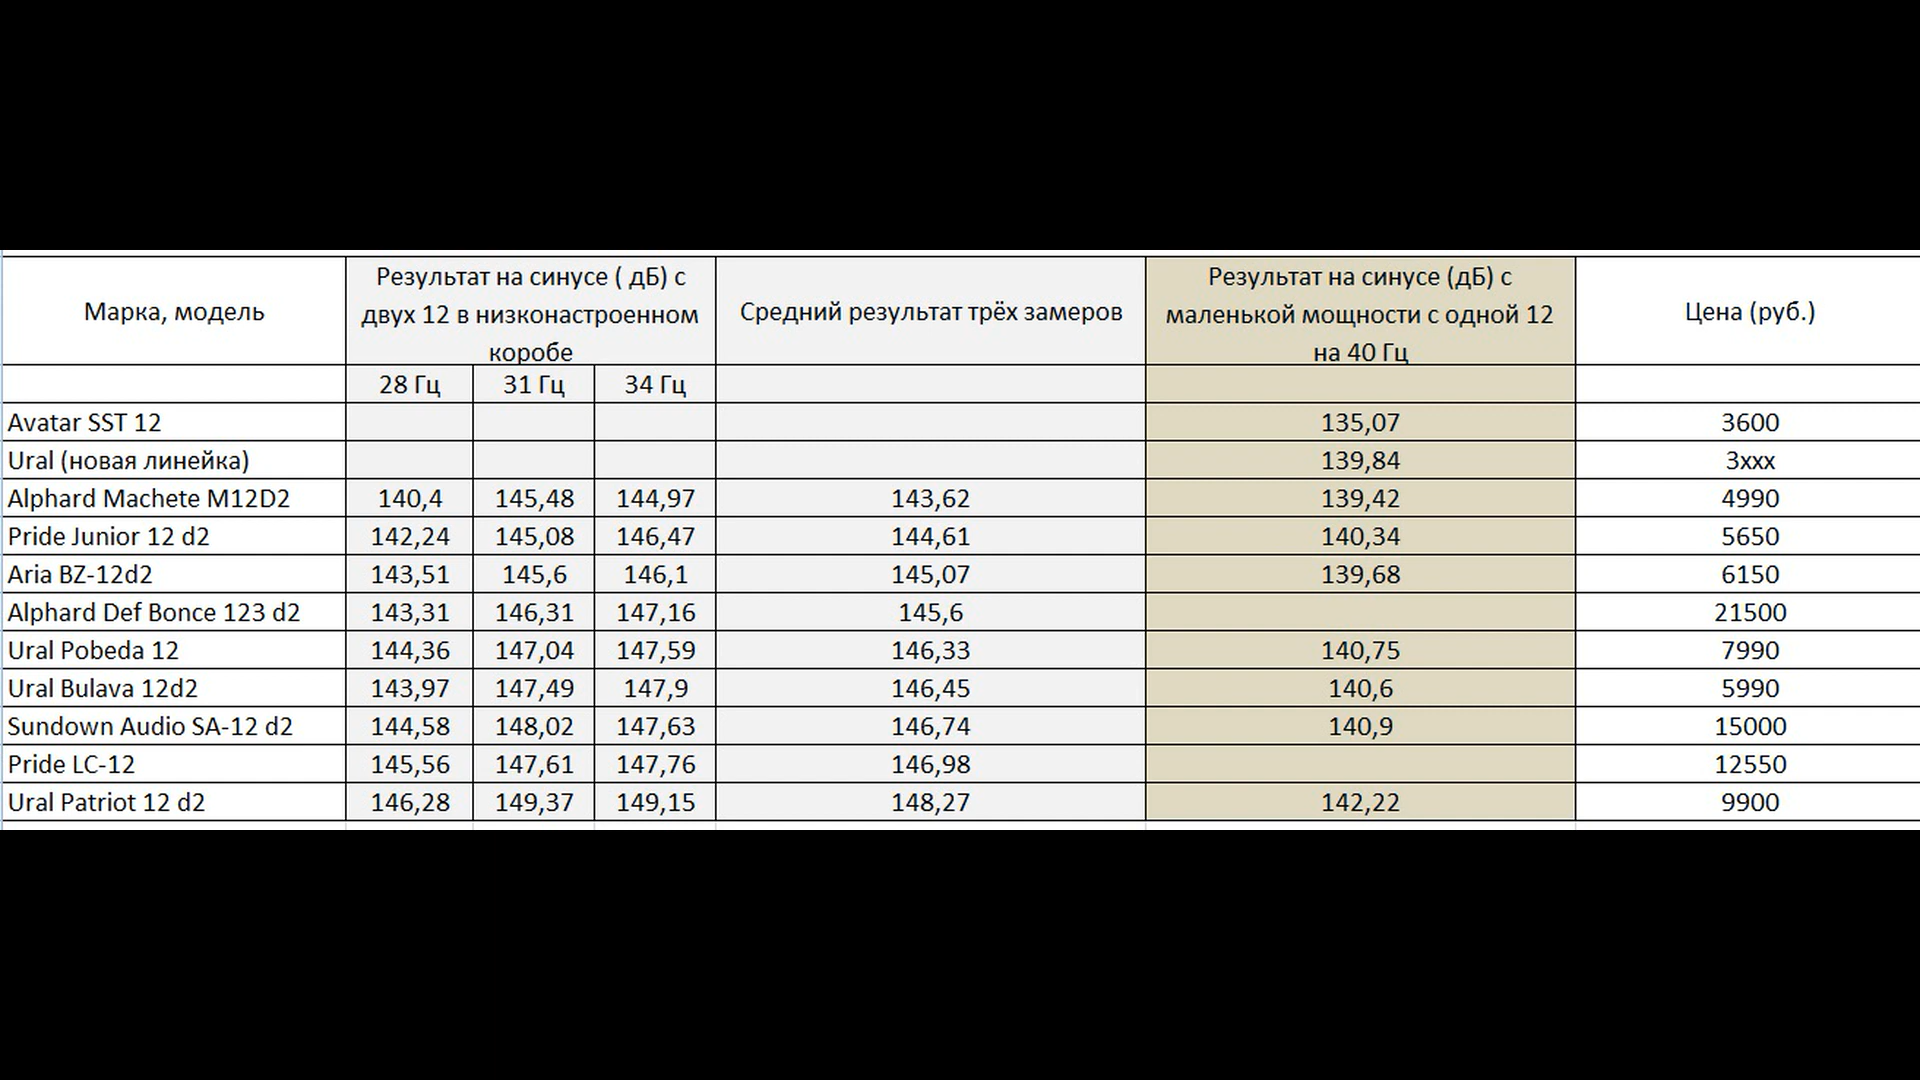 Марка, модель
Результат на синусе ( дБ) с
двух 12 в низконастроенном
коробе
Средний результат трёх замеров
Результат на синусе (дБ) с
маленькой мощности с одной 12
на 40 Гц
Цена (руб.)
28 Гц 31 Гц 34 Гц
Avatar SST 12 135,07 3600
Ural (новая линейка) 139,84 3xxx
Alphard Machete M12D2 140,4 145,48 144,97 143,62 139,42 4990
Pride Junior 12 d2 142,24 145,08 146,47 144,61 140,34 5650
Aria BZ-12d2 143,51 145,6 146,1 145,07 139,68 6150
Alphard Def Bonce 123 d2 143,31 146,31 147,16 145,6 21500
Ural Pobeda 12 144,36 147,04 147,59 146,33 140,75 7990
Ural Bulava 12d2 143,97 147,49 147,9 146,45 140,6 5990
Sundown Audio SA-12 d2 144,58 148,02 147,63 146,74 140,9 15000
Pride LC-12 145,56 147,61 147,76 146,98 12550
Ural Patriot 12 d2 146,28 149,37 149,15 148,27 142,22 9900